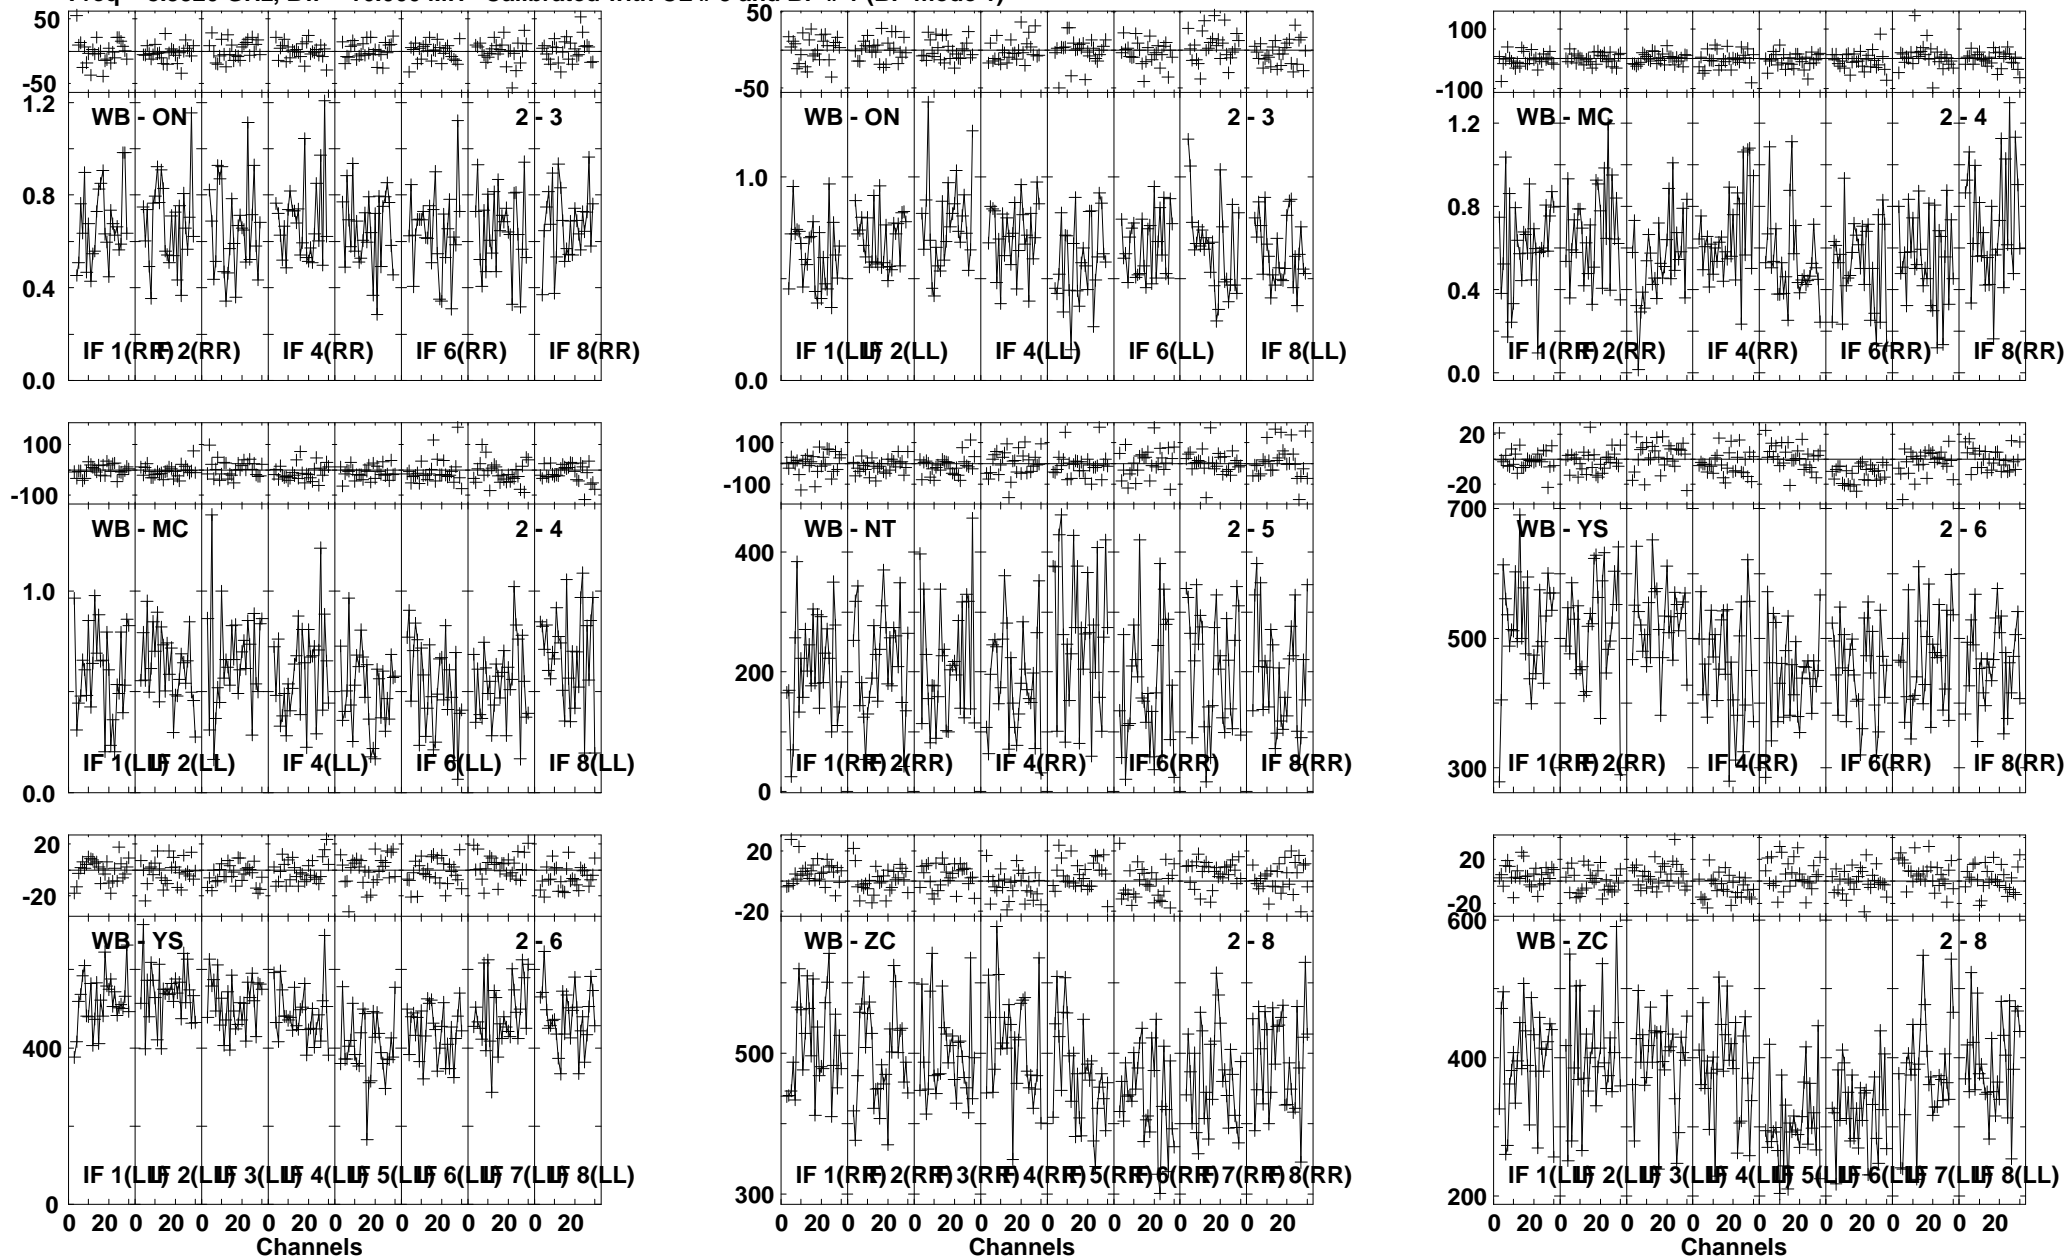 50
-50
1.2
0.8
0.4
0.0
WB - ON 2 - 3
IF 1(RR) IF 2(RR) IF 4(RR) IF 6(RR) IF 8(RR)
50
-50
1.0
0.0
WB - ON 2 - 3
IF 1(LL) IF 2(LL) IF 4(LL) IF 6(LL) IF 8(LL)
100
-100
1.2
0.8
0.4
0.0
WB - MC 2 - 4
IF 1(RR) IF 2(RR) IF 4(RR) IF 6(RR) IF 8(RR)
100
-100
1.0
0.0
WB - MC 2 - 4
IF 1(LL) IF 2(LL) IF 4(LL) IF 6(LL) IF 8(LL)
100
-100
400
200
0
WB - NT 2 - 5
IF 1(RR) IF 2(RR) IF 4(RR) IF 6(RR) IF 8(RR)
20
-20
700
500
300
WB - YS 2 - 6
IF 1(RR) IF 2(RR) IF 4(RR) IF 6(RR) IF 8(RR)
20
-20
400
0
WB - YS 2 - 6
IF 1(LL) IF 2(LL) IF 3(LL) IF 4(LL) IF 5(LL) IF 6(LL) IF 7(LL) IF 8(LL)
0 20 0 20 0 20 0 20 0 20 0 20 0 20 0 20
Channels
20
-20
500
300
WB - ZC 2 - 8
IF 1(RR) IF 2(RR) IF 3(RR) IF 4(RR) IF 5(RR) IF 6(RR) IF 7(RR) IF 8(RR)
0 20 0 20 0 20 0 20 0 20 0 20 0 20 0 20
Channels
20
-20
600
400
200
WB - ZC 2 - 8
IF 1(LL) IF 2(LL) IF 3(LL) IF 4(LL) IF 5(LL) IF 6(LL) IF 7(LL) IF 8(LL)
0 20 0 20 0 20 0 20 0 20 0 20 0 20 0 20
Channels